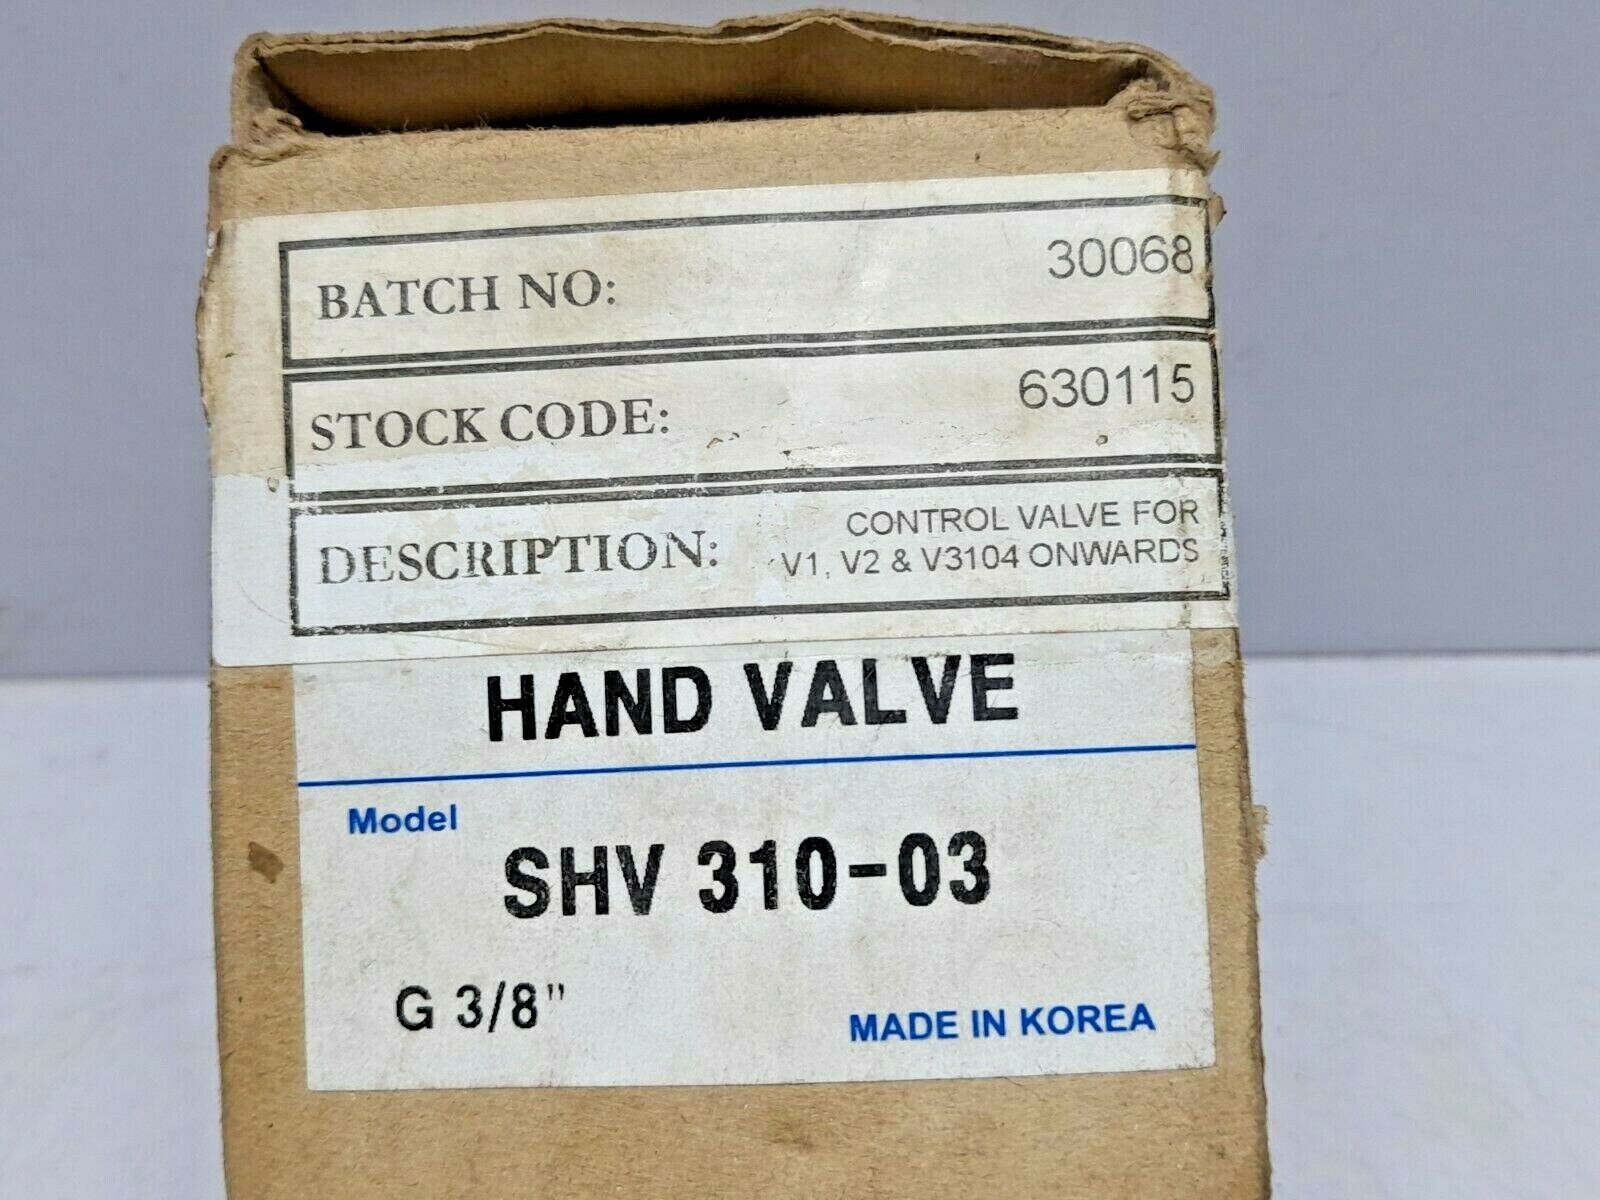 BATCH NO: 30068
STOCK CODE: 630115
DESCRIPTION: CONTROL VALVE FOR
V1, V2 & V3104 ONWARDS
HAND VALVE
Model
SHV 310-03
G 3/8"
MADE IN KOREA